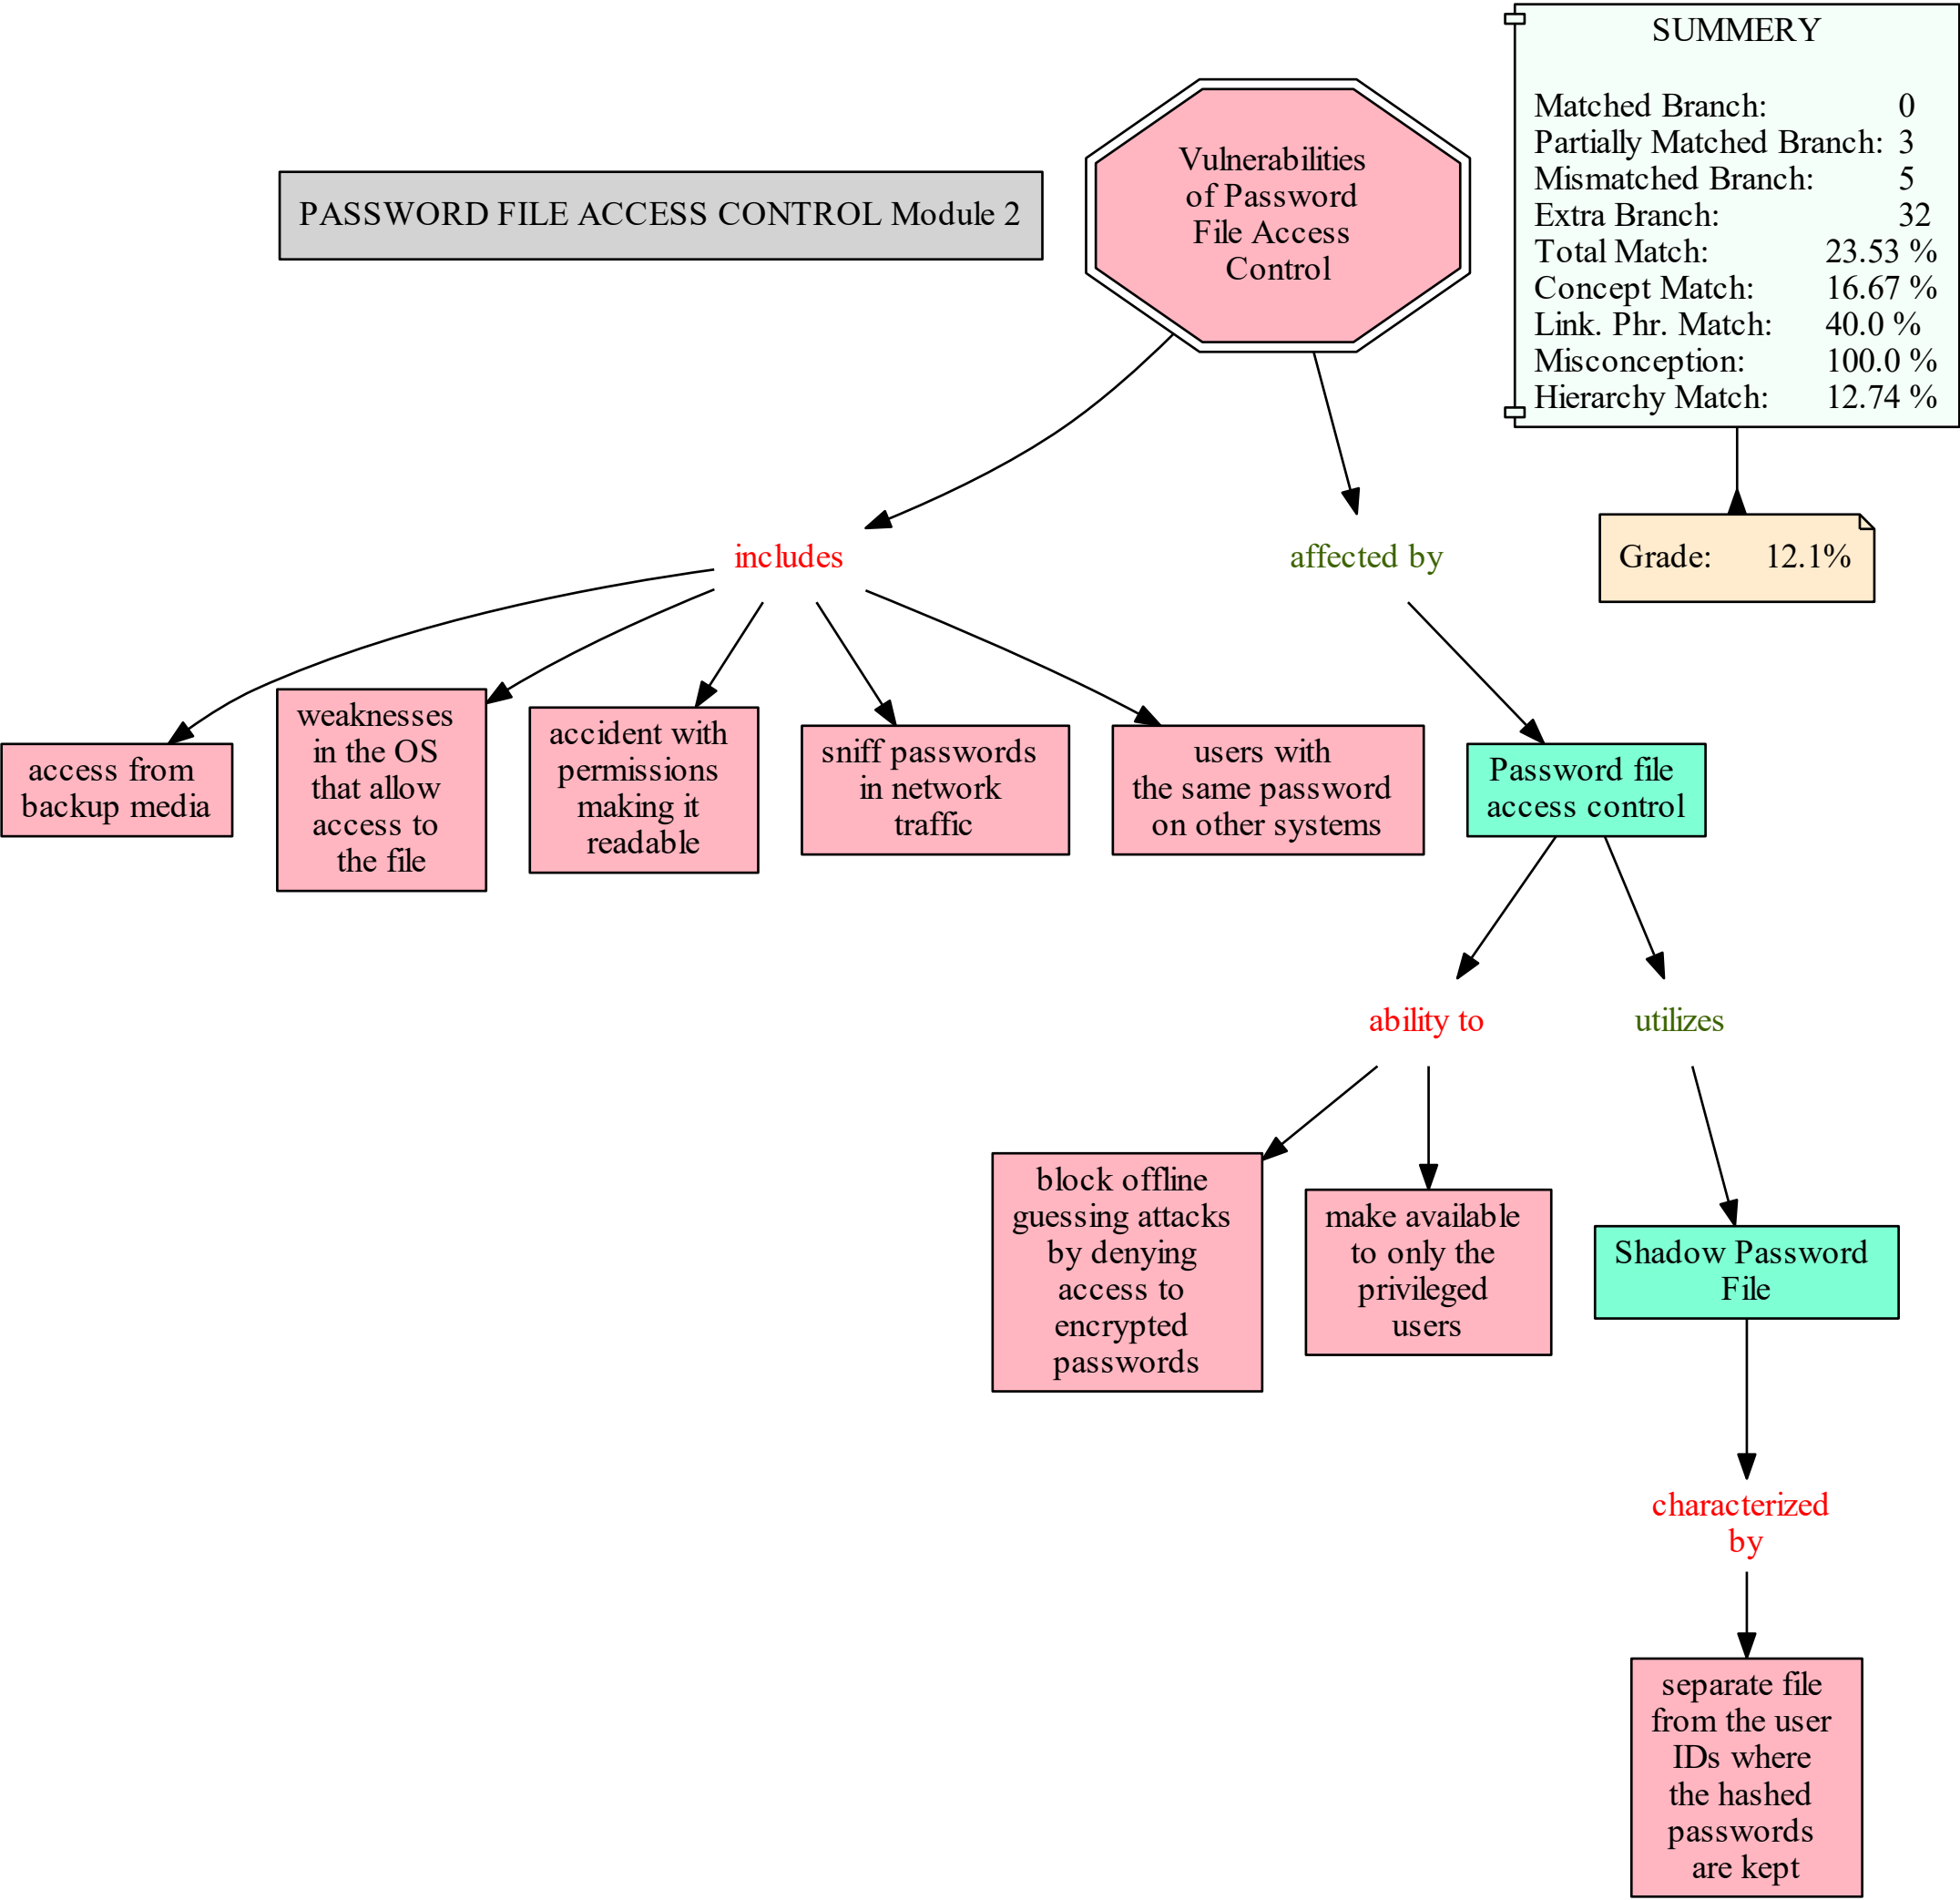 SUMMERY
Matched Branch: 0
Partially Matched Branch: 3
Mismatched Branch: 5
Extra Branch: 32
Total Match: 23.53 %
Concept Match: 16.67 %
Link. Phr. Match: 40.0 %
Misconception: 100.0 %
Hierarchy Match: 12.74 %
Grade: 12.1%
PASSWORD FILE ACCESS CONTROL Module 2
Vulnerabilities
of Password
File Access
Control
includes
affected by
access from
backup media
weaknesses
in the OS
that allow
access to
the file
accident with
permissions
making it
readable
sniff passwords
in network
traffic
users with
the same password
on other systems
Password file
access control
ability to
utilizes
block offline
guessing attacks
by denying
access to
encrypted
passwords
make available
to only the
privileged
users
Shadow Password
File
characterized
by
separate file
from the user
IDs where
the hashed
passwords
are kept